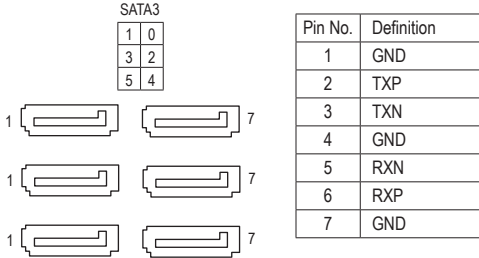 SATA3
1 0
3 2
5 4
1 7
1 7
1 7
Pin No. Definition
1 GND
2 TXP
3 TXN
4 GND
5 RXN
6 RXP
7 GND